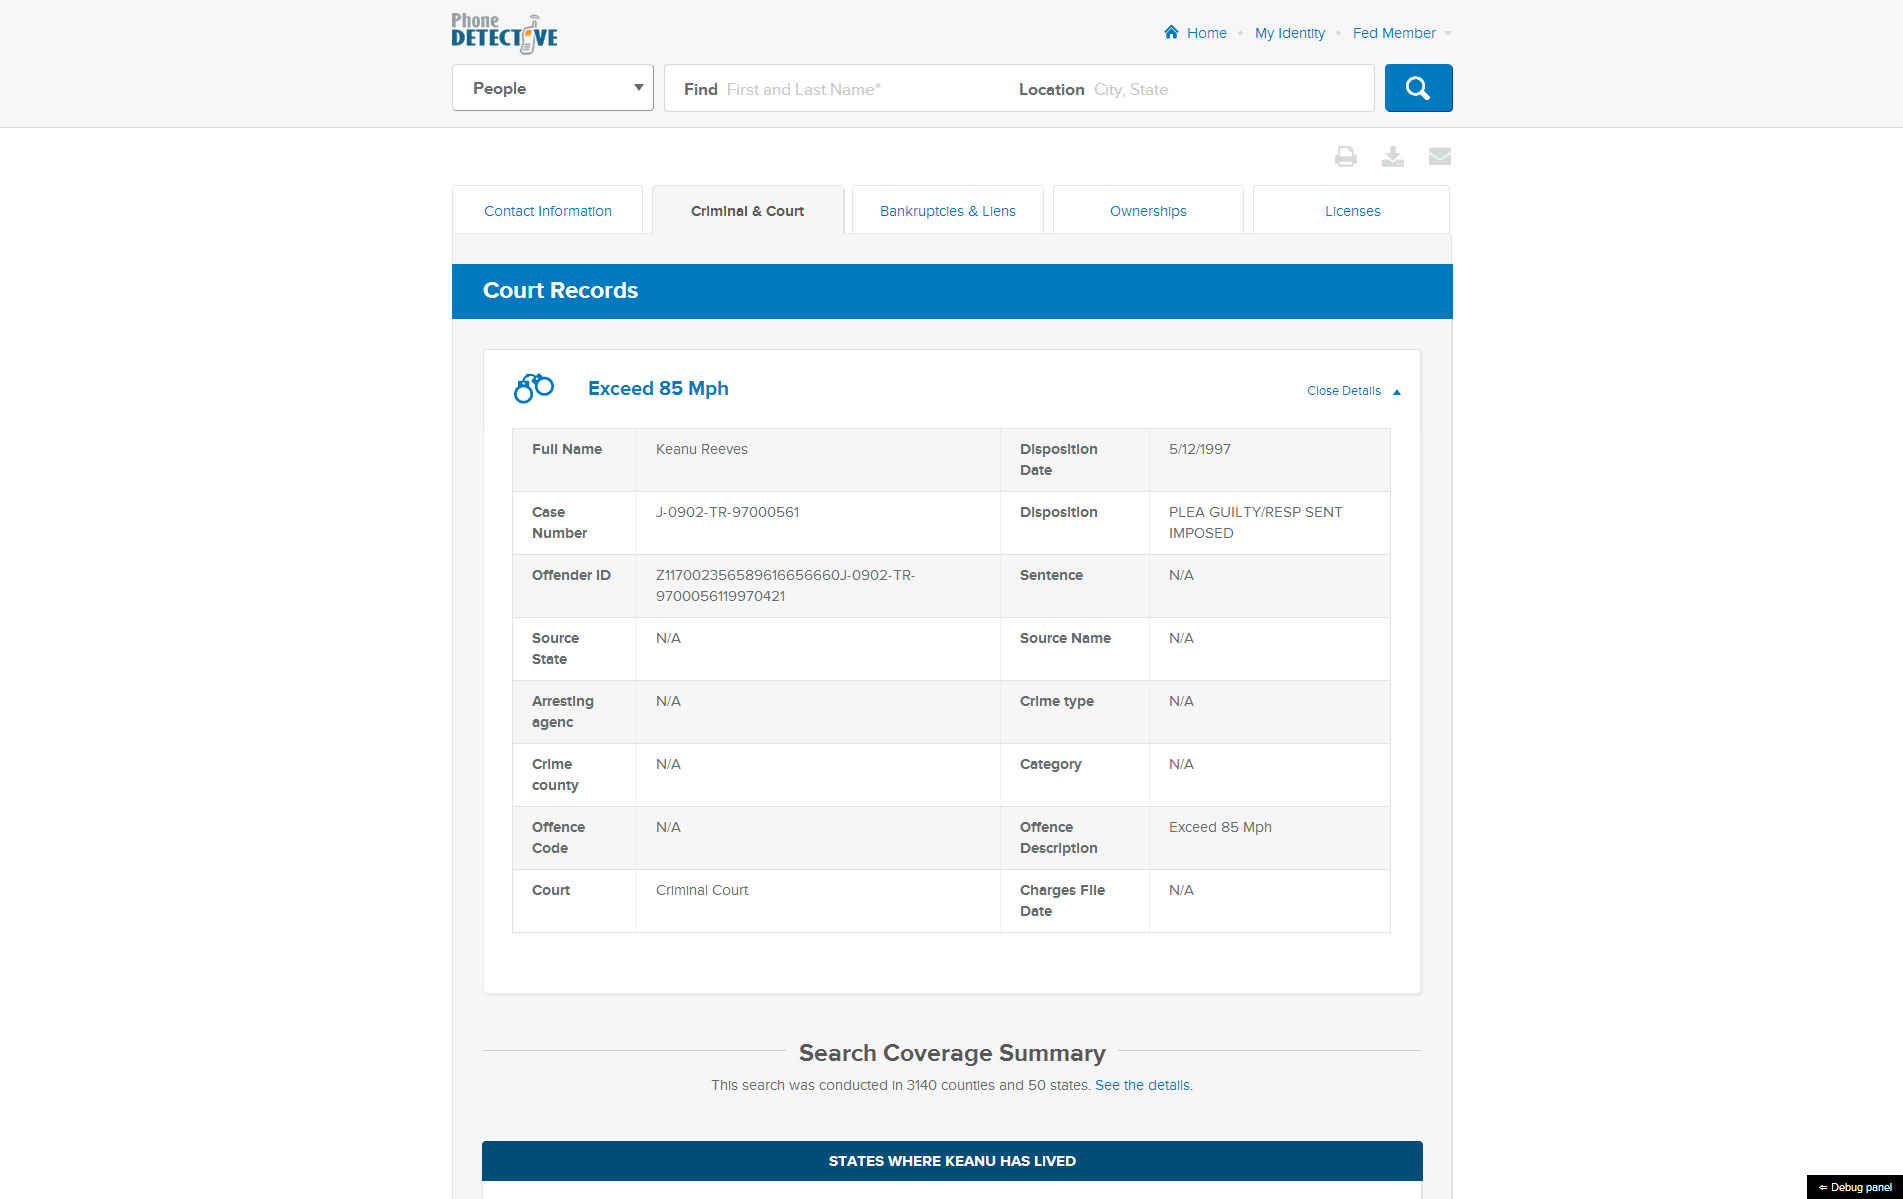 Phone
DETECTIVE
Home • My Identity • Fed Member
People
Find First and Last Name*
Location City, State
Contact Information
Criminal & Court
Bankruptcies & Liens
Ownerships
Licenses
Court Records
Exceed 85 Mph
Close Details
Full Name
Keanu Reeves
Disposition
Date
5/12/1997
Case
Number
J-0902-TR-97000561
Disposition
PLEA GUILTY/RESP SENT
IMPOSED
Offender ID
Z117002356589616656660J-0902-TR-
9700056119970421
Sentence
N/A
Source
State
N/A
Source Name
N/A
Arresting
agenc
N/A
Crime type
N/A
Crime
county
N/A
Category
N/A
Offence
Code
N/A
Offence
Description
Exceed 85 Mph
Court
Criminal Court
Charges File
Date
N/A
Search Coverage Summary
This search was conducted in 3140 counties and 50 states. See the details.
STATES WHERE KEANU HAS LIVED
⇐ Debug panel